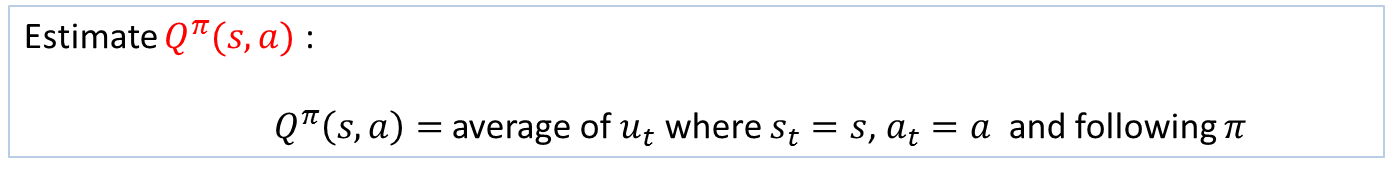 Estimate Q^π(s, a) :
Q^π(s, a) = average of u_t where s_t = s, a_t = a and following π